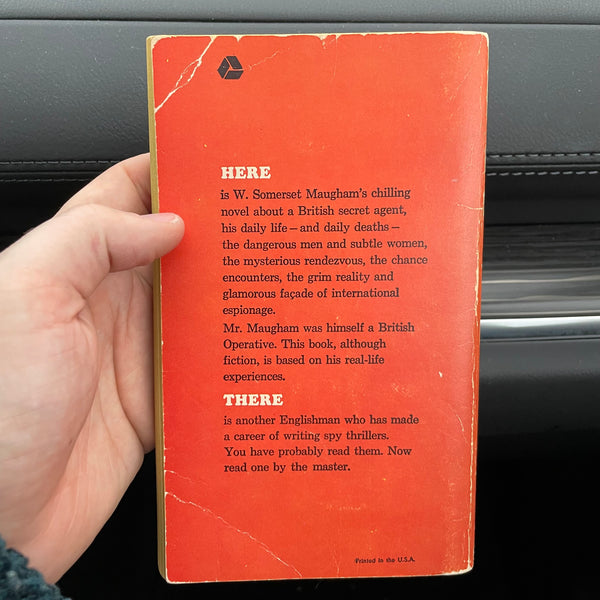 HERE
is W. Somerset Maugham's chilling
novel about a British secret agent,
his daily life – and daily deaths –
the dangerous men and subtle women,
the mysterious rendezvous, the chance
encounters, the grim reality and
glamorous façade of international
espionage.
Mr. Maugham was himself a British
Operative. This book, although
fiction, is based on his real-life
experiences.
THERE
is another Englishman who has made
a career of writing spy thrillers.
You have probably read them. Now
read one by the master.
Printed in the U.S.A.